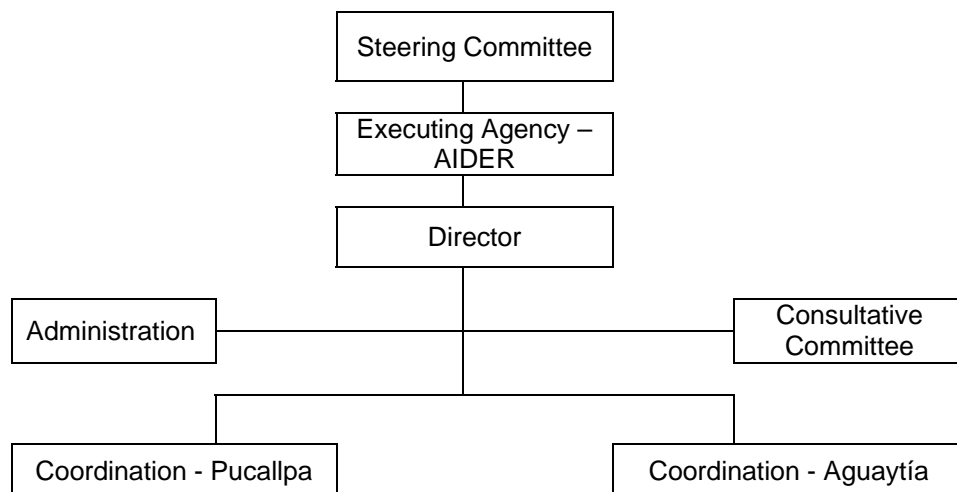 Steering Committee
Executing Agency –
AIDER
Director
Administration
Consultative
Committee
Coordination - Pucallpa
Coordination - Aguaytía